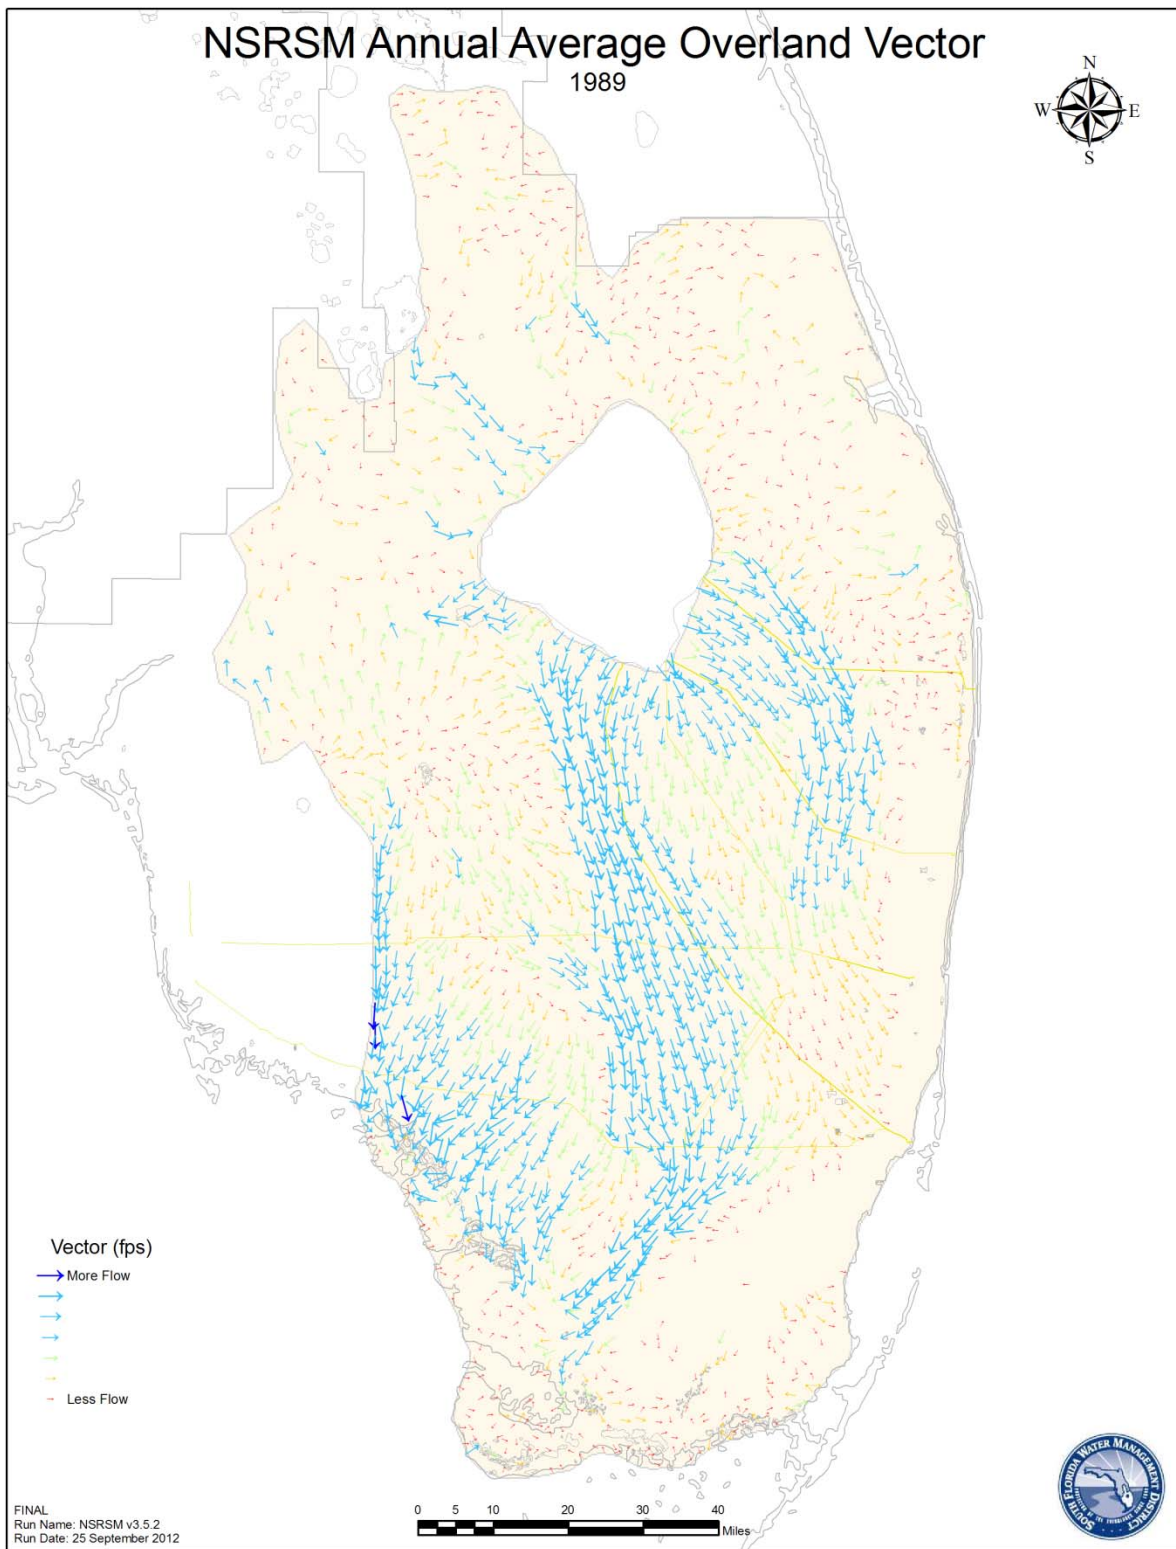 NSRSM Annual Average Overland Vector
1989
N
W E
S
Vector (fps)
More Flow
Less Flow
FINAL
Run Name: NSRSM v3.5.2
Run Date: 25 September 2012
0 5 10 20 30 40
Miles
SOUTH FLORIDA WATER MANAGEMENT DISTRICT